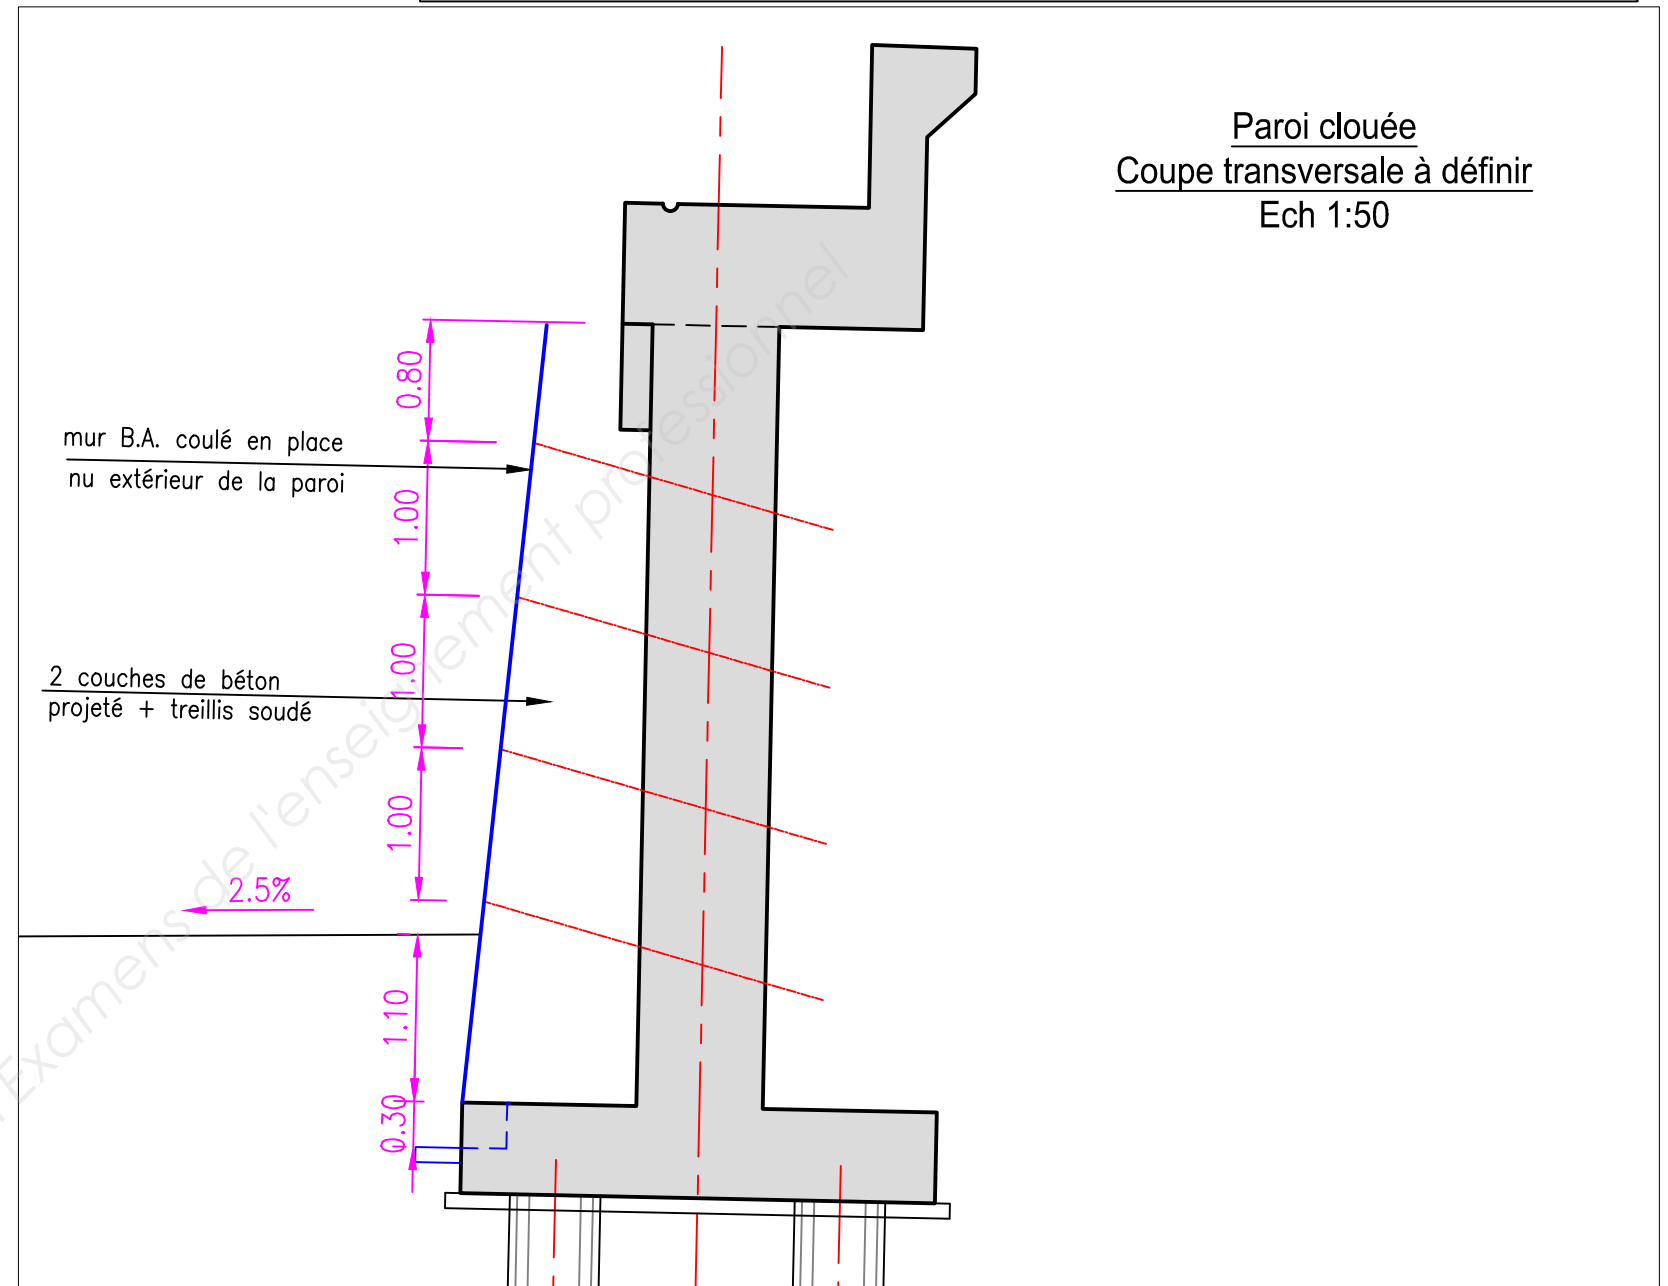 Paroi clouée
Coupe transversale à définir
Ech 1:50
0.80
mur B.A. coulé en place
nu extérieur de la paroi
1.00
1.00
2 couches de béton
projeté + treillis soudé
1.00
2.5%
1.10
0.30
Examens de l'enseignement professionnel